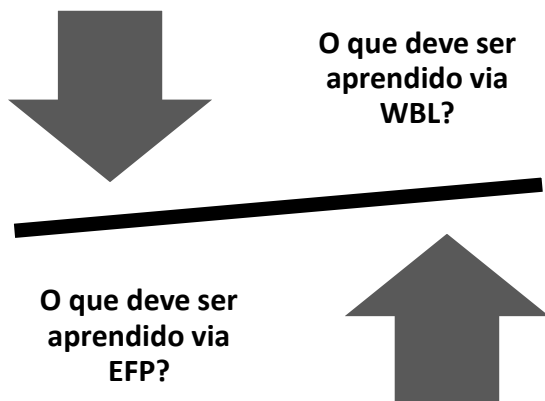 O que deve ser
aprendido via
WBL?
O que deve ser
aprendido via
EFP?